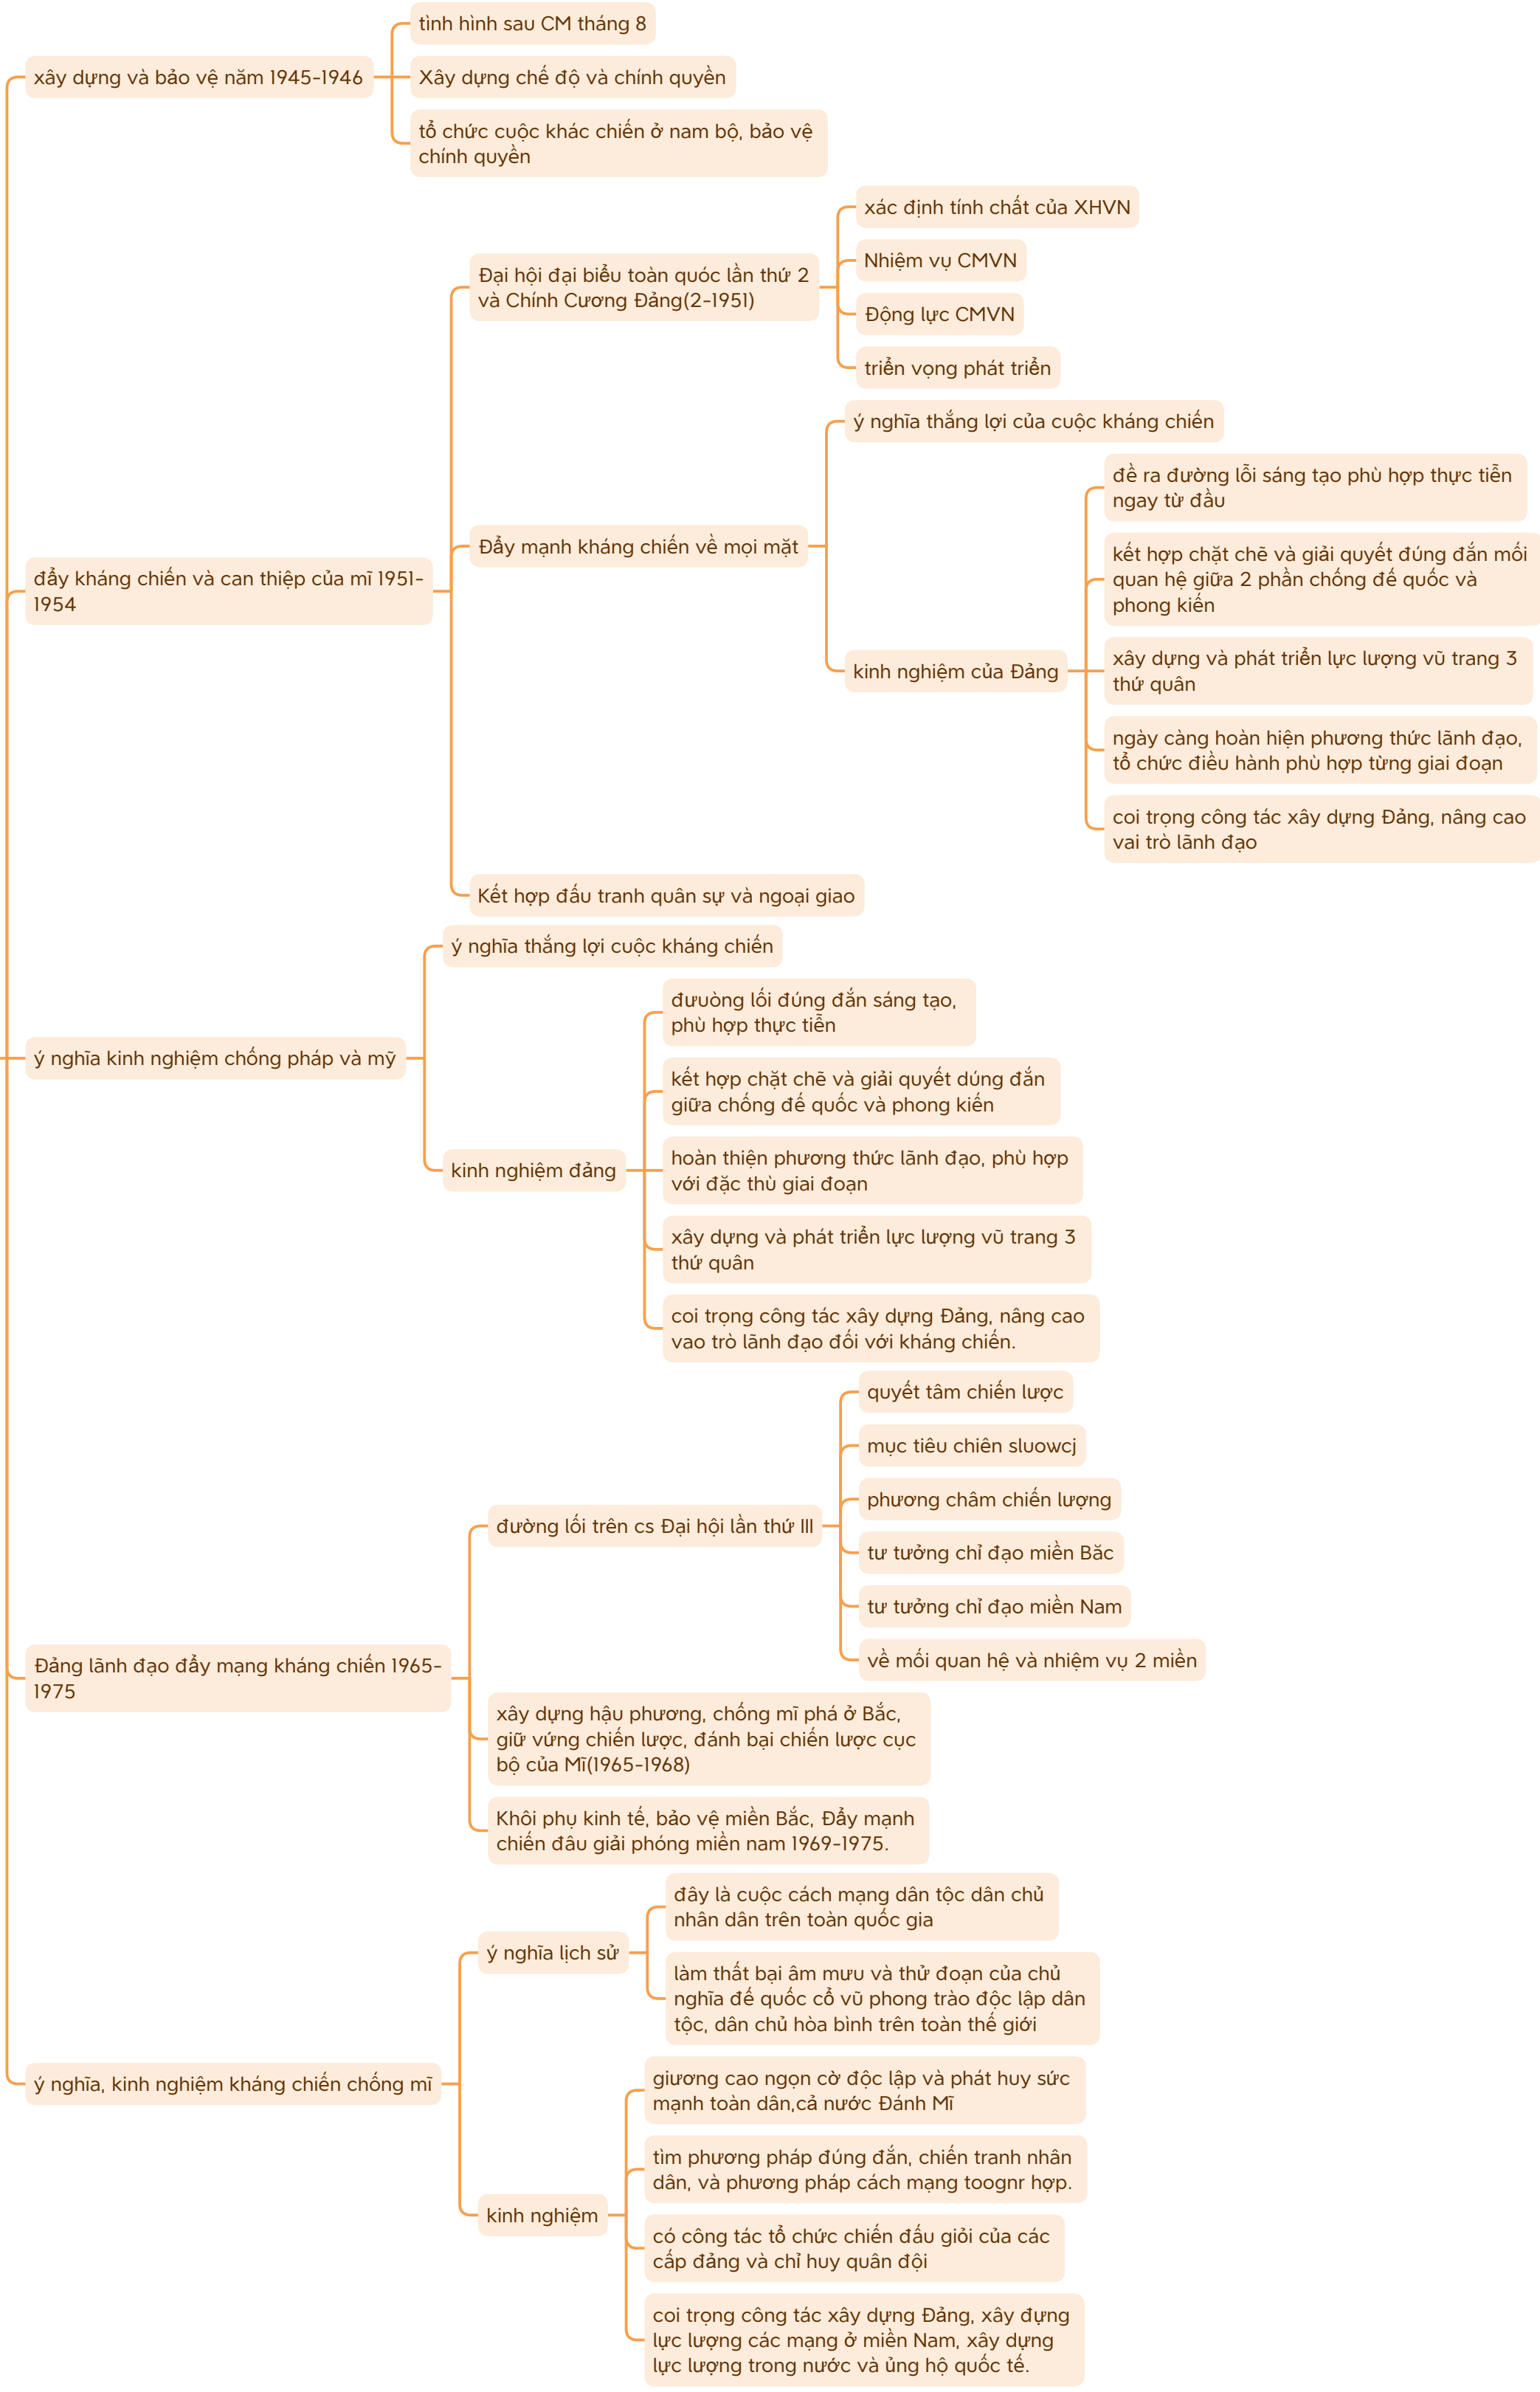 tình hình sau CM tháng 8
xây dựng và bảo vệ năm 1945-1946
Xây dựng chế độ và chính quyền
tổ chức cuộc khác chiến ở nam bộ, bảo vệ
chính quyền
xác định tính chất của XHVN
Đại hội đại biểu toàn quóc lần thứ 2
và Chính Cương Đảng(2-1951)
Nhiệm vụ CMVN
Động lực CMVN
triển vọng phát triển
ý nghĩa thắng lợi của cuộc kháng chiến
đẩy kháng chiến và can thiệp của mĩ 1951-
1954
Đẩy mạnh kháng chiến về mọi mặt
đề ra đường lỗi sáng tạo phù hợp thực tiễn
ngay từ đầu
kết hợp chặt chẽ và giải quyết đúng đắn mối
quan hệ giữa 2 phần chống đế quốc và
phong kiến
kinh nghiệm của Đảng
xây dựng và phát triển lực lượng vũ trang 3
thứ quân
ngày càng hoàn hiện phương thức lãnh đạo,
tổ chức điều hành phù hợp từng giai đoạn
coi trọng công tác xây dựng Đảng, nâng cao
vai trò lãnh đạo
Kết hợp đấu tranh quân sự và ngoại giao
ý nghĩa thắng lợi cuộc kháng chiến
ý nghĩa kinh nghiệm chống pháp và mỹ
đưuòng lối đúng đắn sáng tạo,
phù hợp thực tiễn
kết hợp chặt chẽ và giải quyết dúng đắn
giữa chống đế quốc và phong kiến
kinh nghiệm đảng
hoàn thiện phương thức lãnh đạo, phù hợp
với đặc thù giai đoạn
xây dựng và phát triển lực lượng vũ trang 3
thứ quân
coi trọng công tác xây dựng Đảng, nâng cao
vao trò lãnh đạo đối với kháng chiến.
quyết tâm chiến lược
mục tiêu chiên sluowcj
phương châm chiến lượng
đường lối trên cs Đại hội lần thứ III
tư tưởng chỉ đạo miền Băc
tư tưởng chỉ đạo miền Nam
về mối quan hệ và nhiệm vụ 2 miền
Đảng lãnh đạo đẩy mạng kháng chiến 1965-
1975
xây dựng hậu phương, chống mĩ phá ở Bắc,
giữ vứng chiến lược, đánh bại chiến lược cục
bộ của Mĩ(1965-1968)
Khôi phụ kinh tế, bảo vệ miền Bắc, Đẩy mạnh
chiến đâu giải phóng miền nam 1969-1975.
đây là cuộc cách mạng dân tộc dân chủ
nhân dân trên toàn quốc gia
ý nghĩa lịch sử
làm thất bại âm mưu và thử đoạn của chủ
nghĩa đế quốc cổ vũ phong trào độc lập dân
tộc, dân chủ hòa bình trên toàn thế giới
ý nghĩa, kinh nghiệm kháng chiến chống mĩ
giương cao ngọn cờ độc lập và phát huy sức
mạnh toàn dân,cả nước Đánh Mĩ
tìm phương pháp đúng đắn, chiến tranh nhân
dân, và phương pháp cách mạng toognr hợp.
kinh nghiệm
có công tác tổ chức chiến đấu giỏi của các
cấp đảng và chỉ huy quân đội
coi trọng công tác xây dựng Đảng, xây đựng
lực lượng các mạng ở miền Nam, xây dựng
lực lượng trong nước và ủng hộ quốc tế.